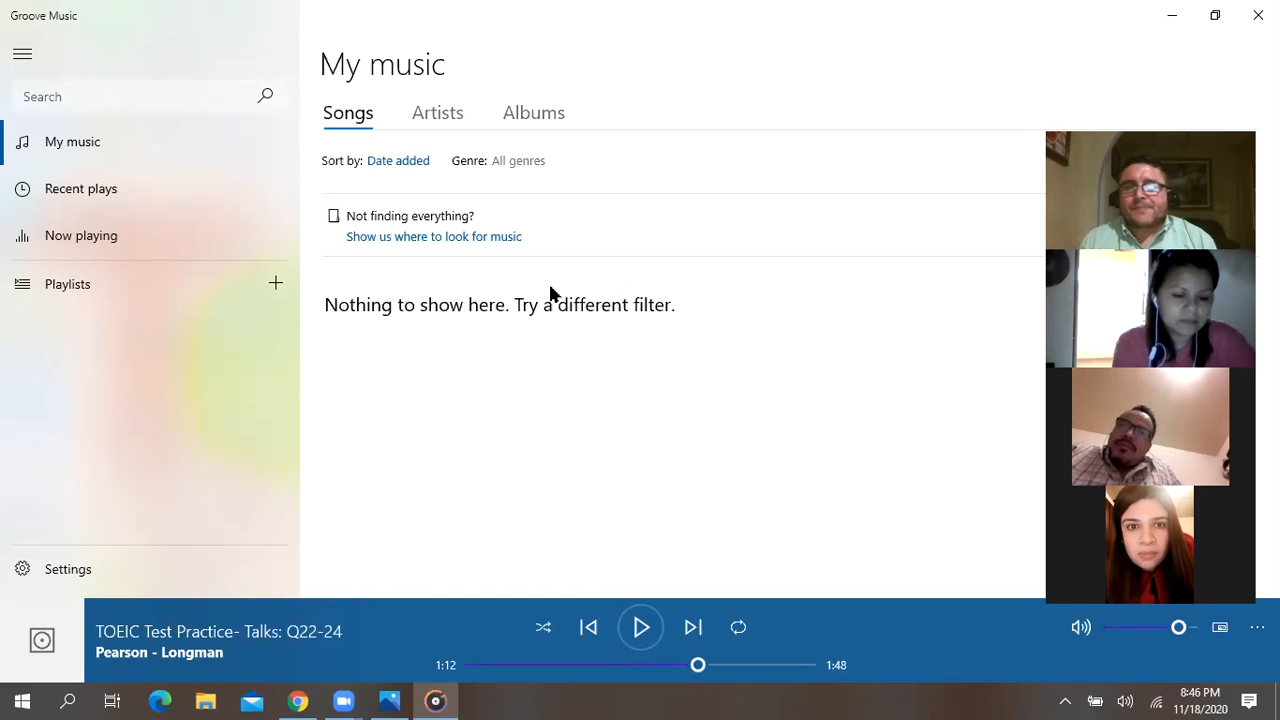 Groove Music
Search
My music
Recent plays
Now playing
Playlists
Settings
My music
Songs Artists Albums
Sort by: Date added Genre: All genres
Not finding everything?
Show us where to look for music
Nothing to show here. Try a different filter.
TOEIC Test Practice- Talks: Q22-24
Pearson - Longman
1:12
1:48
8:46 PM
11/18/2020